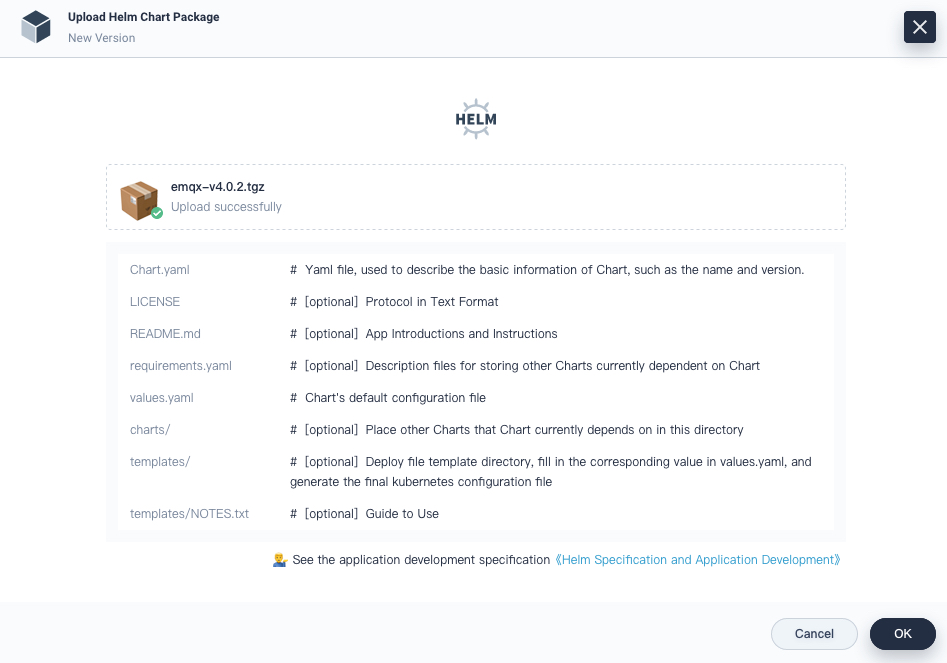 Upload Helm Chart Package
New Version
HELM
emqx-v4.0.2.tgz
Upload successfully
Chart.yaml # Yaml file, used to describe the basic information of Chart, such as the name and version.
LICENSE # [optional] Protocol in Text Format
README.md # [optional] App Introductions and Instructions
requirements.yaml # [optional] Description files for storing other Charts currently dependent on Chart
values.yaml # Chart's default configuration file
charts/ # [optional] Place other Charts that Chart currently depends on in this directory
templates/ # [optional] Deploy file template directory, fill in the corresponding value in values.yaml, and
generate the final kubernetes configuration file
templates/NOTES.txt # [optional] Guide to Use
See the application development specification 《Helm Specification and Application Development》
Cancel OK